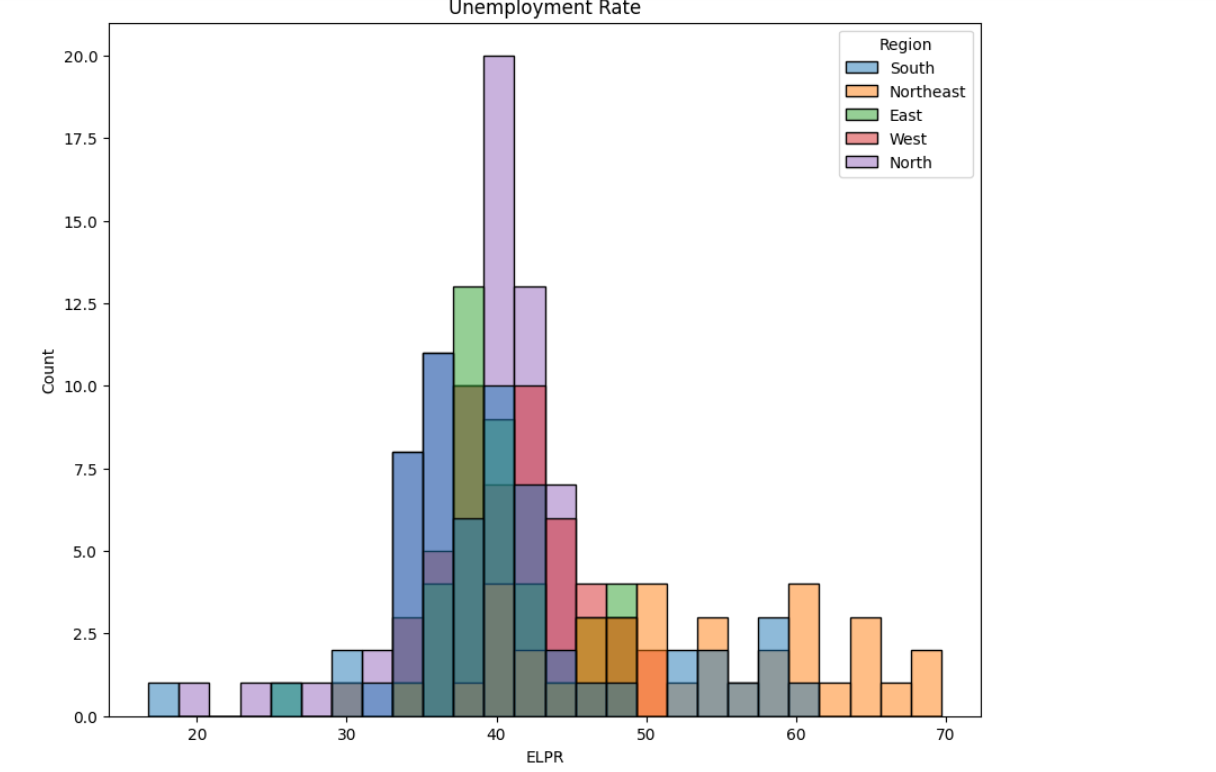 Unemployment Rate
Region
South
Northeast
East
West
North
20.0
17.5
15.0
12.5
10.0
7.5
5.0
2.5
0.0
Count
20 30 40 50 60 70
ELPR